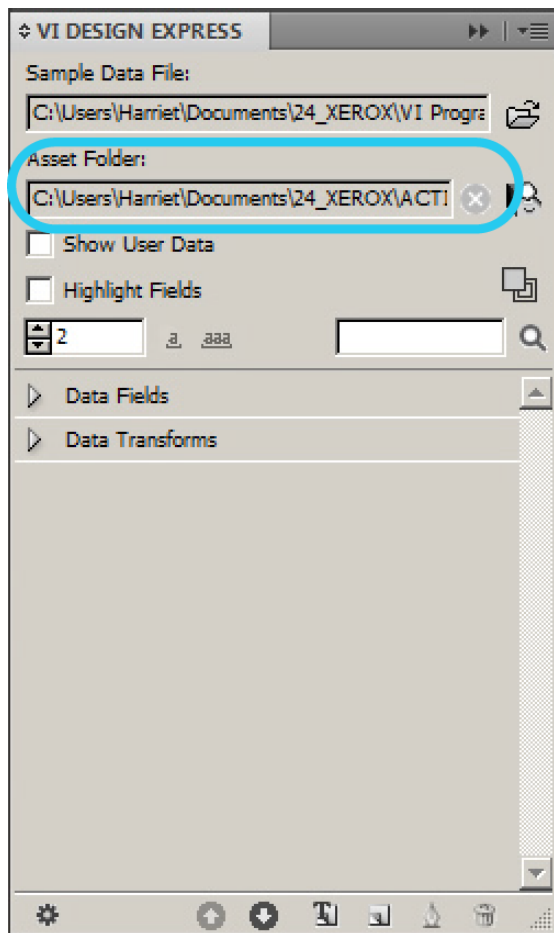 VI DESIGN EXPRESS
Sample Data File:
C:\Users\Harriet\Documents\24_XEROX\VI Progra
Asset Folder:
C:\Users\Harriet\Documents\24_XEROX\ACTI
Show User Data
Highlight Fields
2 a aaa
Data Fields
Data Transforms
T